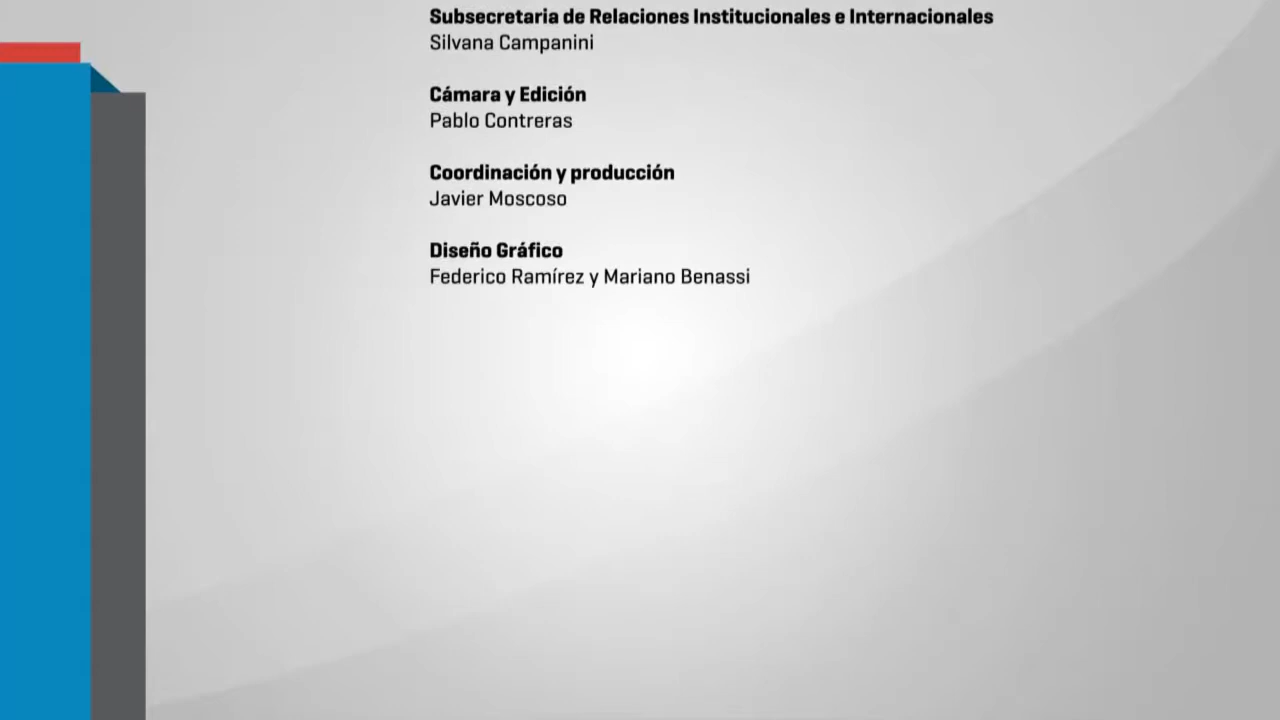 Subsecretaria de Relaciones Institucionales e Internacionales
Silvana Campanini
Cámara y Edición
Pablo Contreras
Coordinación y producción
Javier Moscoso
Diseño Gráfico
Federico Ramírez y Mariano Benassi